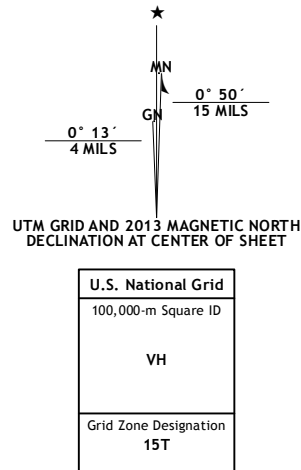 ★
MN
0° 50´
15 MILS
GN
0° 13´
4 MILS
UTM GRID AND 2013 MAGNETIC NORTH
DECLINATION AT CENTER OF SHEET
U.S. National Grid
100,000-m Square ID
VH
Grid Zone Designation
15T